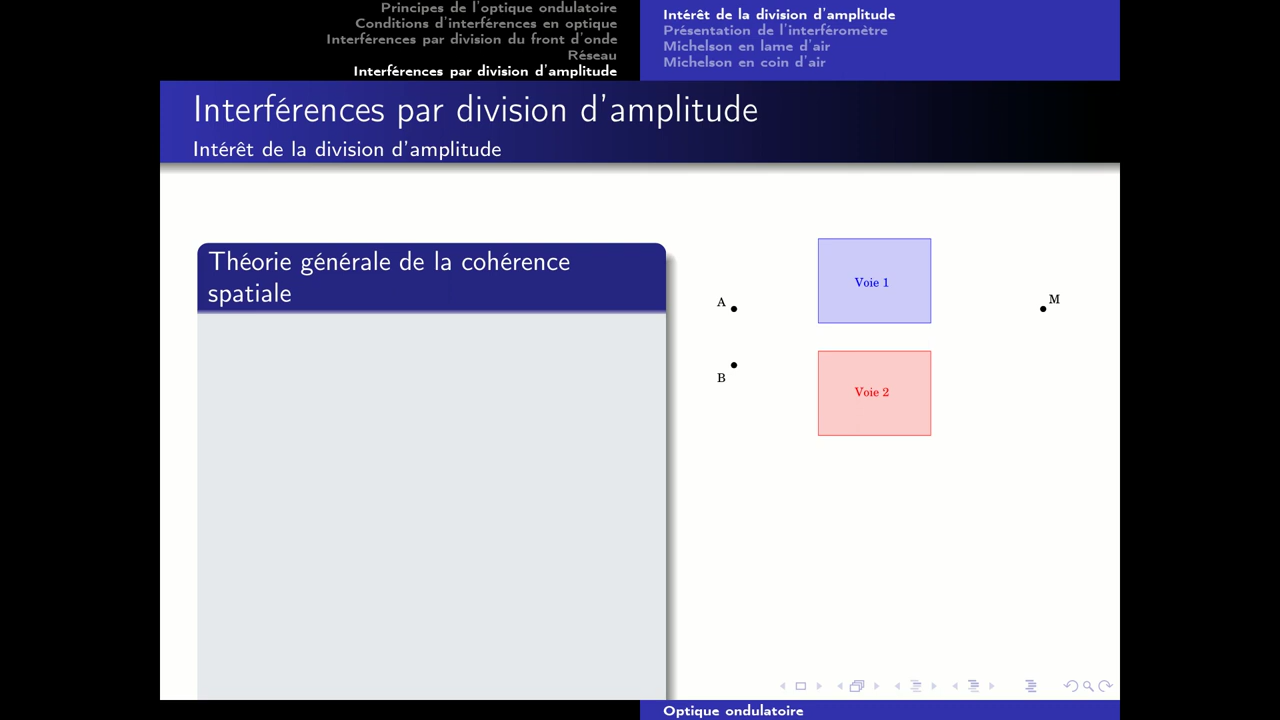 Principes de l'optique ondulatoire
Conditions d'interférences en optique
Interférences par division du front d'onde
Réseau
Interférences par division d'amplitude
Intérêt de la division d'amplitude
Présentation de l'interféromètre
Michelson en lame d'air
Michelson en coin d'air
Interférences par division d'amplitude
Intérêt de la division d'amplitude
Théorie générale de la cohérence
spatiale
Voie 1
A
M
B
Voie 2
Optique ondulatoire